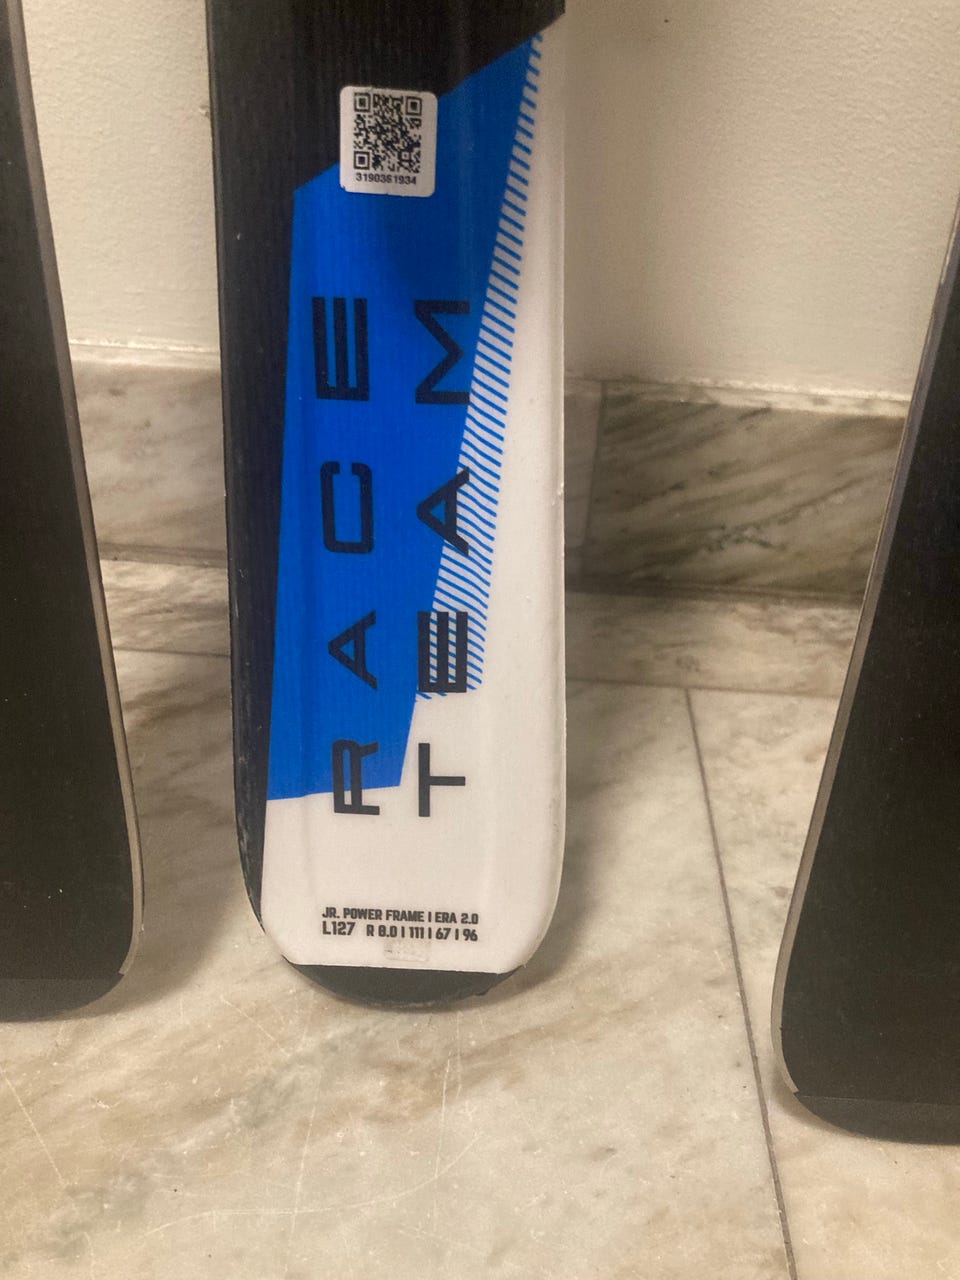 3190361934
RACE
TEAM
JR. POWER FRAME | ERA 2.0
L127 R 8.0 | 111 | 67 | 96